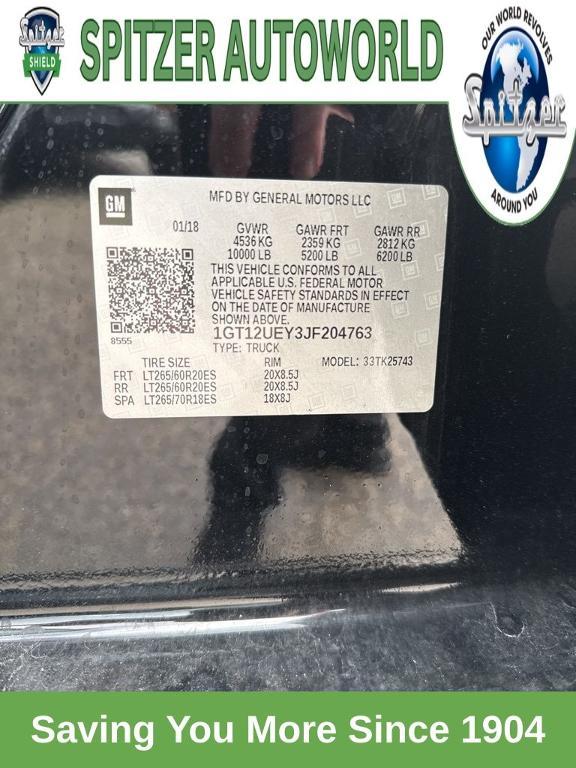 Spitzer
SHIELD
SPITZER AUTOWORLD
OUR WORLD REVOLVES
Spitzer
AROUND YOU
GM
MFD BY GENERAL MOTORS LLC
01/18 GVWR GAWR FRT GAWR RR
4536 KG 2359 KG 2812 KG
10000 LB 5200 LB 6200 LB
THIS VEHICLE CONFORMS TO ALL
APPLICABLE U.S. FEDERAL MOTOR
VEHICLE SAFETY STANDARDS IN EFFECT
ON THE DATE OF MANUFACTURE
SHOWN ABOVE.
8555
1GT12UEY3JF204763
TYPE: TRUCK
TIRE SIZE RIM MODEL: 33TK25743
FRT LT265/60R20ES 20X8.5J
RR LT265/60R20ES 20X8.5J
SPA LT265/70R18ES 18X8J
Saving You More Since 1904